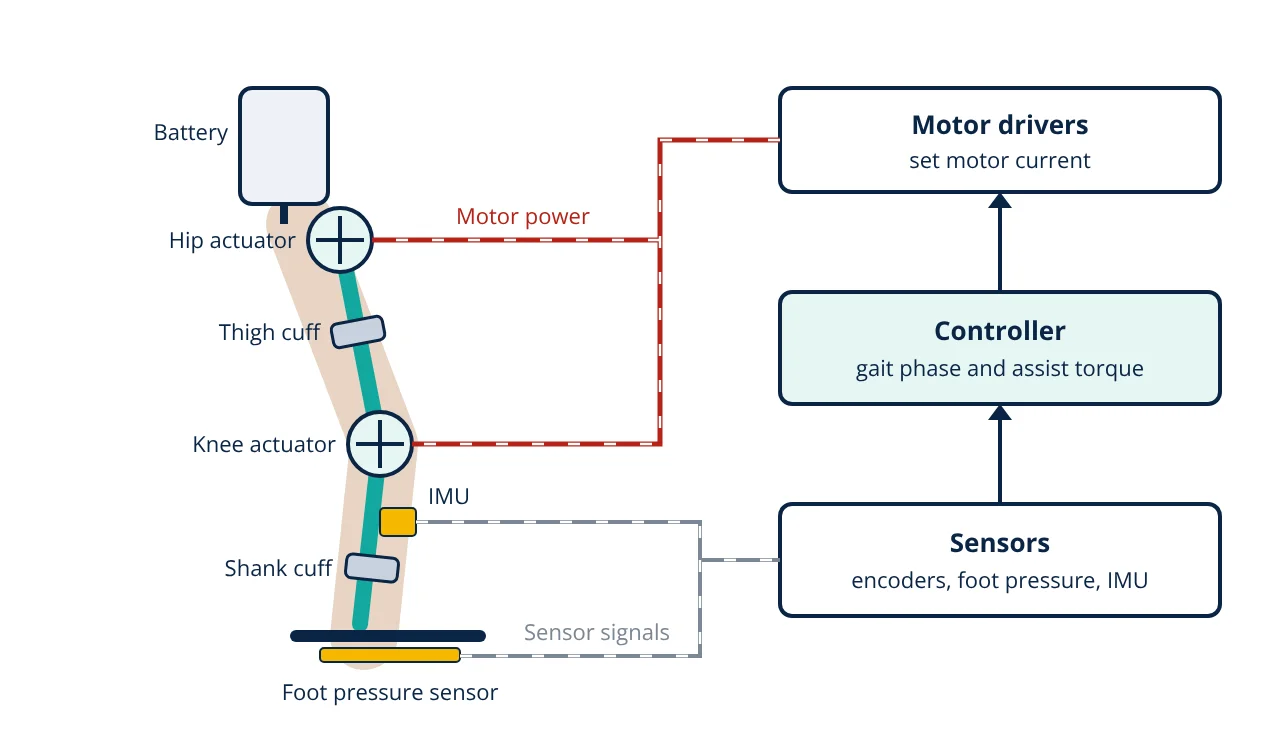 Battery
Hip actuator
Thigh cuff
Knee actuator
IMU
Shank cuff
Foot pressure sensor
Motor power
Sensor signals
Motor drivers
set motor current
Controller
gait phase and assist torque
Sensors
encoders, foot pressure, IMU